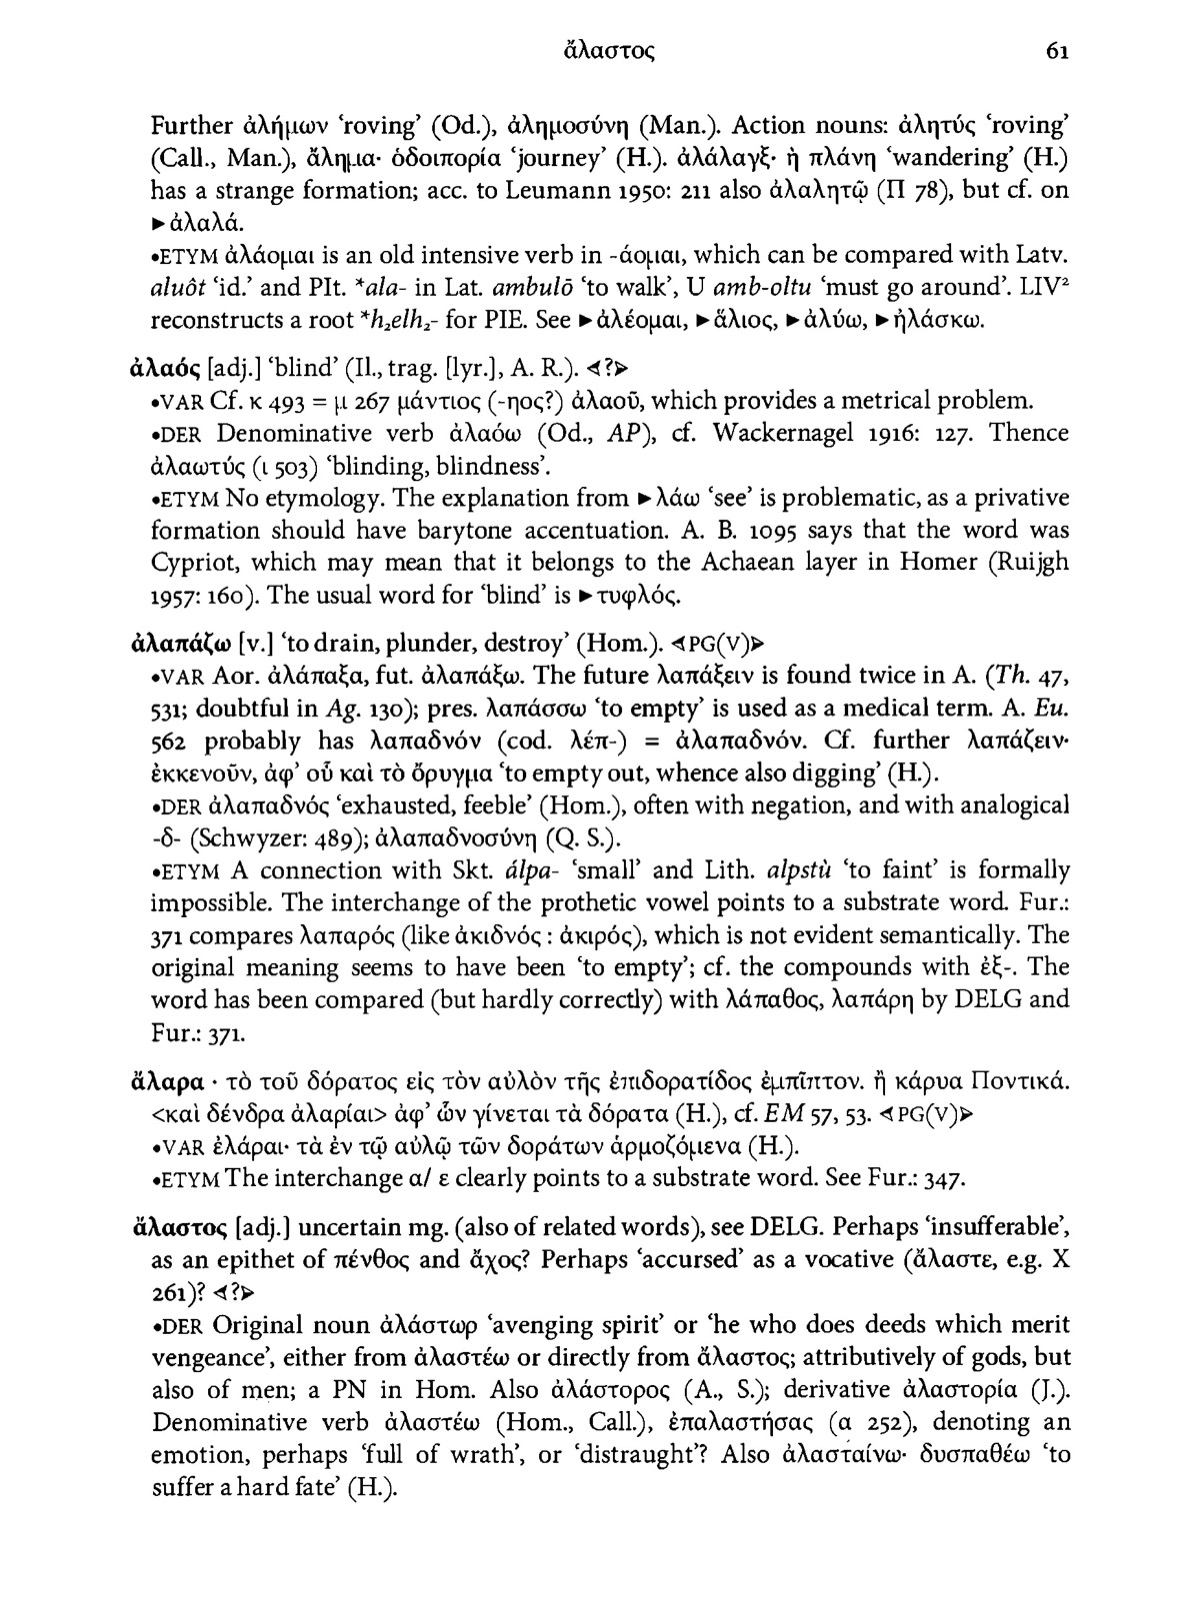 ἄλαστος 61
Further ἀλήμων ‘roving’ (Od.), ἀλημοσύνη (Man.). Action nouns: ἀλητύς ‘roving’
(Call., Man.), ἄλημια· ὁδοιπορία ‘journey’ (H.). ἀλάλαγξ· ἡ πλάνη ‘wandering’ (H.)
has a strange formation; acc. to Leumann 1950: 211 also ἀλαλητῷ (Π 78), but cf. on
►ἀλαλά.
•ETYM ἀλάομαι is an old intensive verb in -άομαι, which can be compared with Latv.
aluôt ‘id.’ and PIt. *ala- in Lat. ambulō ‘to walk’, U amb-oltu ‘must go around’. LIV²
reconstructs a root *h₂elh₂- for PIE. See ►ἀλέομαι, ►ἅλιος, ►ἀλύω, ►ἠλάσκω.
ἀλαός [adj.] ‘blind’ (Il., trag. [lyr.], A. R.). ⋖?⋗
•VAR Cf. κ 493 = μ 267 μάντιος (-ηος?) ἀλαοῦ, which provides a metrical problem.
•DER Denominative verb ἀλαόω (Od., AP), cf. Wackernagel 1916: 127. Thence
ἀλαωτύς (ι 503) ‘blinding, blindness’.
•ETYM No etymology. The explanation from ►λάω ‘see’ is problematic, as a privative
formation should have barytone accentuation. A. B. 1095 says that the word was
Cypriot, which may mean that it belongs to the Achaean layer in Homer (Ruijgh
1957: 160). The usual word for ‘blind’ is ►τυφλός.
ἀλαπάζω [v.] ‘to drain, plunder, destroy’ (Hom.). ⋖PG(V)⋗
•VAR Aor. ἀλάπαξα, fut. ἀλαπάξω. The future λαπάξειν is found twice in A. (Th. 47,
531; doubtful in Ag. 130); pres. λαπάσσω ‘to empty’ is used as a medical term. A. Eu.
562 probably has λαπαδνόν (cod. λέπ-) = ἀλαπαδνόν. Cf. further λαπάζειν·
ἐκκενοῦν, ἀφ’ οὗ καὶ τὸ ὄρυγμα ‘to empty out, whence also digging’ (H.).
•DER ἀλαπαδνός ‘exhausted, feeble’ (Hom.), often with negation, and with analogical
-δ- (Schwyzer: 489); ἀλαπαδνοσύνη (Q. S.).
•ETYM A connection with Skt. álpa- ‘small’ and Lith. alpstù ‘to faint’ is formally
impossible. The interchange of the prothetic vowel points to a substrate word. Fur.:
371 compares λαπαρός (like ἀκιδνός : ἀκιρός), which is not evident semantically. The
original meaning seems to have been ‘to empty’; cf. the compounds with ἐξ-. The
word has been compared (but hardly correctly) with λάπαθος, λαπάρη by DELG and
Fur.: 371.
ἄλαρα · τὸ τοῦ δόρατος εἰς τὸν αὐλὸν τῆς ἐπιδορατίδος ἐμπῖπτον. ἢ κάρυα Ποντικά.
<καὶ δένδρα ἀλαρίαι> ἀφ’ ὧν γίνεται τὰ δόρατα (H.), cf. EM 57, 53. ⋖PG(V)⋗
•VAR ἐλάραι· τὰ ἐν τῷ αὐλῷ τῶν δοράτων ἁρμοζόμενα (H.).
•ETYM The interchange α/ ε clearly points to a substrate word. See Fur.: 347.
ἄλαστος [adj.] uncertain mg. (also of related words), see DELG. Perhaps ‘insufferable’,
as an epithet of πένθος and ἄχος? Perhaps ‘accursed’ as a vocative (ἄλαστε, e.g. X
261)? ⋖?⋗
•DER Original noun ἀλάστωρ ‘avenging spirit’ or ‘he who does deeds which merit
vengeance’, either from ἀλαστέω or directly from ἄλαστος; attributively of gods, but
also of men; a PN in Hom. Also ἀλάστορος (A., S.); derivative ἀλαστορία (J.).
Denominative verb ἀλαστέω (Hom., Call.), ἐπαλαστήσας (α 252), denoting an
emotion, perhaps ‘full of wrath’, or ‘distraught’? Also ἀλασταίνω· δυσπαθέω ‘to
suffer a hard fate’ (H.).